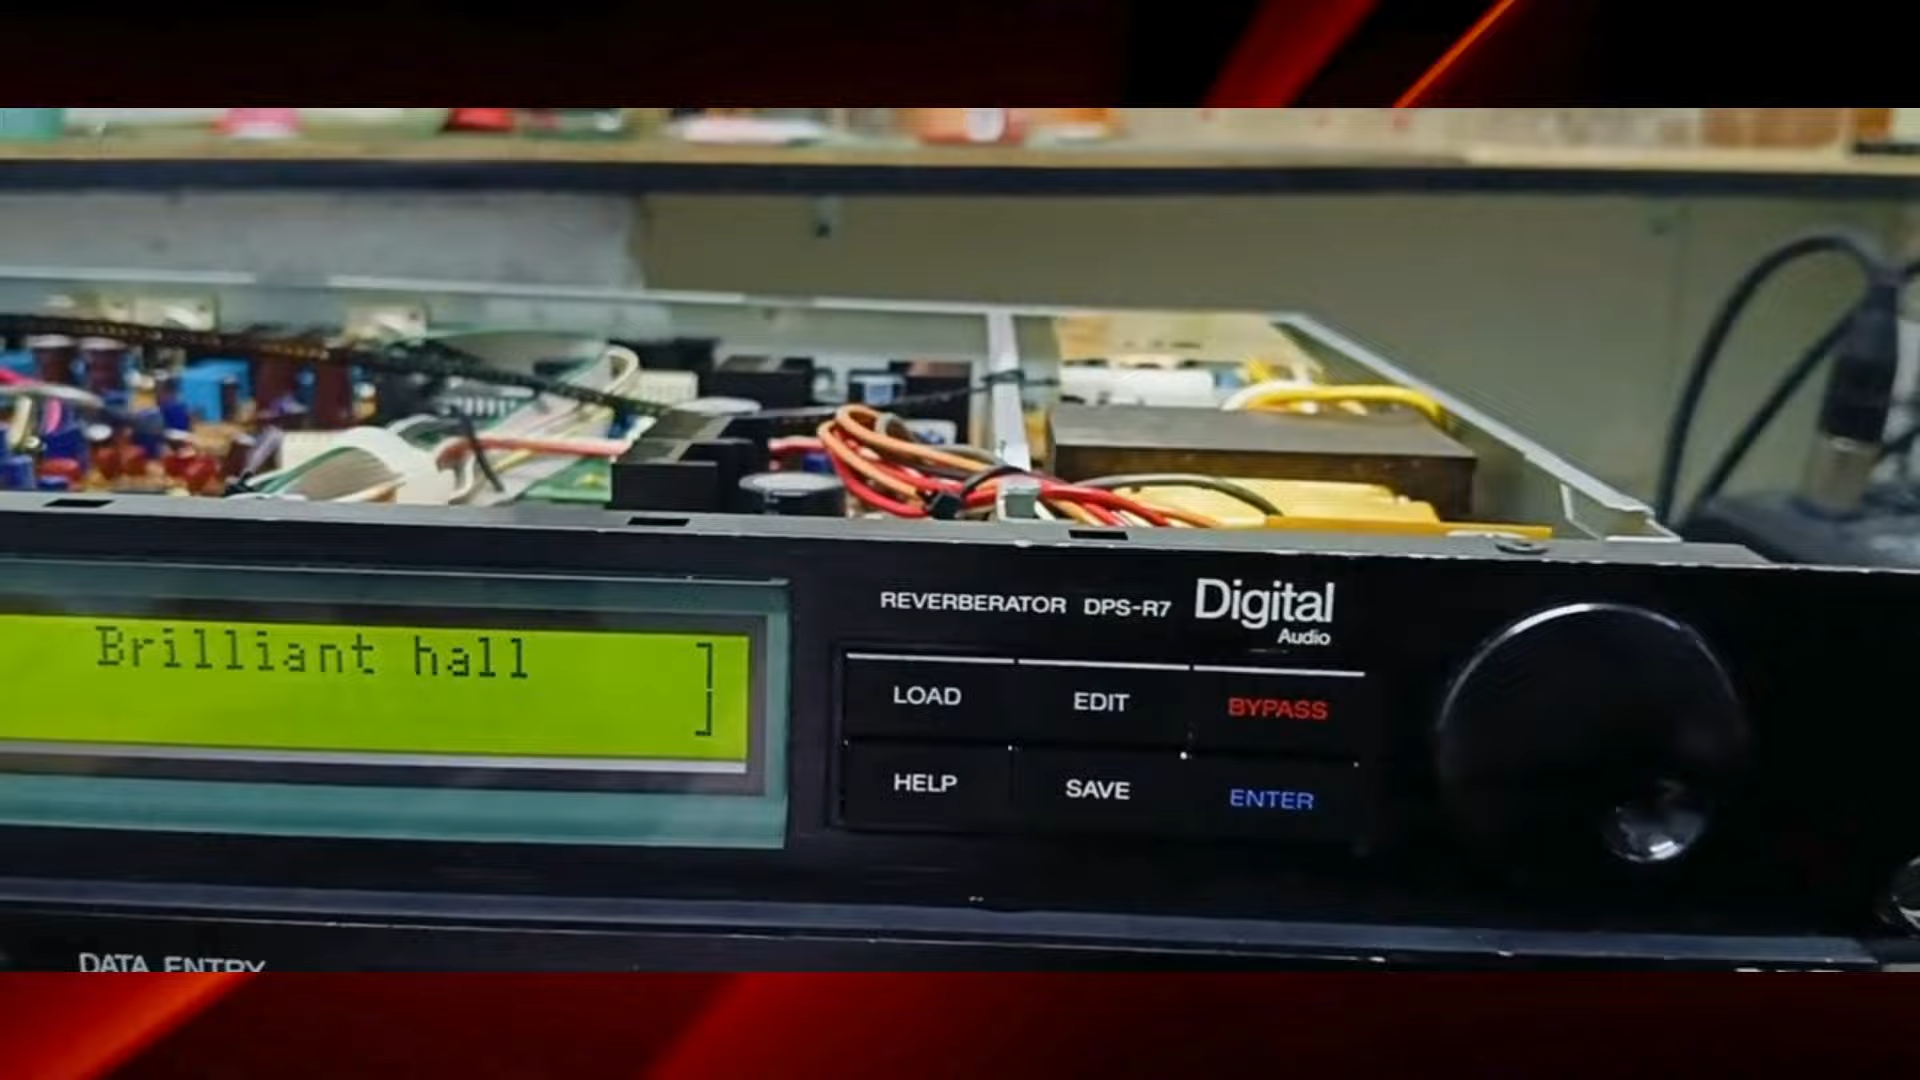 REVERBERATOR DPS-R7 Digital
Audio
Brilliant hall ]
]
LOAD EDIT BYPASS
HELP SAVE ENTER
DATA ENTRY